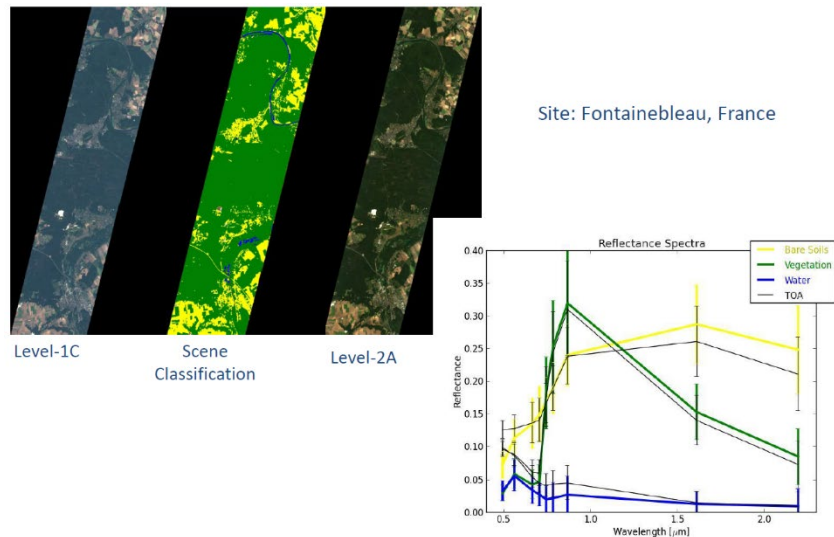 Site: Fontainebleau, France
Level-1C
Scene
Classification
Level-2A
Reflectance Spectra
Bare Soils
Vegetation
Water
TOA
0.40
0.35
0.30
0.25
0.20
0.15
0.10
0.05
0.00
Reflectance
0.5
1.0
1.5
2.0
Wavelength [μm]